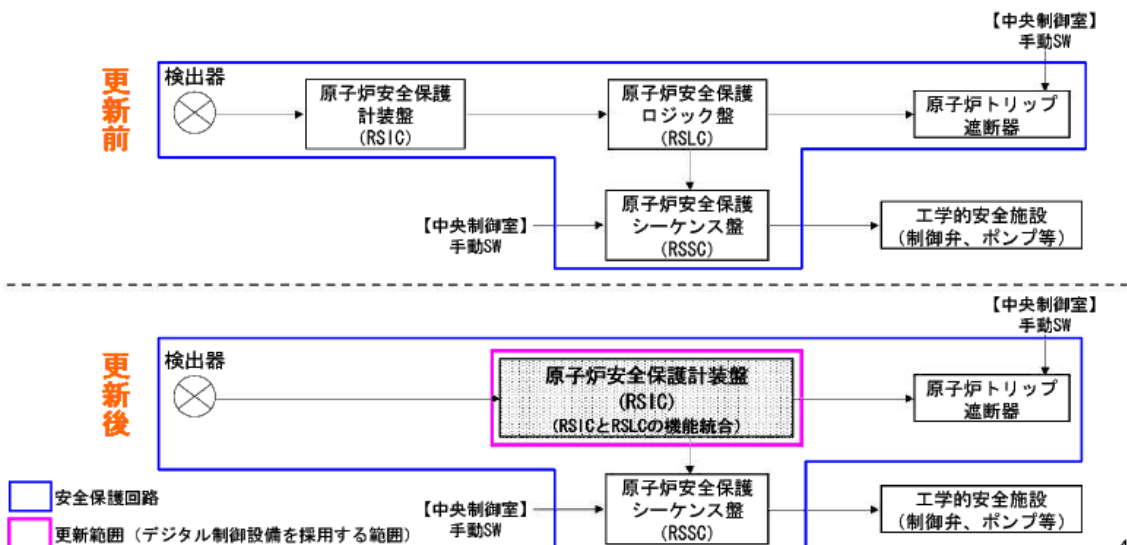 更新前
【中央制御室】
手動SW
検出器
原子炉安全保護
計装盤
(RSIC)
原子炉安全保護
ロジック盤
(RSLC)
原子炉トリップ
遮断器
【中央制御室】
手動SW
原子炉安全保護
シーケンス盤
(RSSC)
工学的安全施設
(制御弁、ポンプ等)
更新後
【中央制御室】
手動SW
検出器
原子炉安全保護計装盤
(RSIC)
(RSICとRSLCの機能統合)
原子炉トリップ
遮断器
【中央制御室】
手動SW
原子炉安全保護
シーケンス盤
(RSSC)
工学的安全施設
(制御弁、ポンプ等)
安全保護回路
更新範囲(デジタル制御設備を採用する範囲)